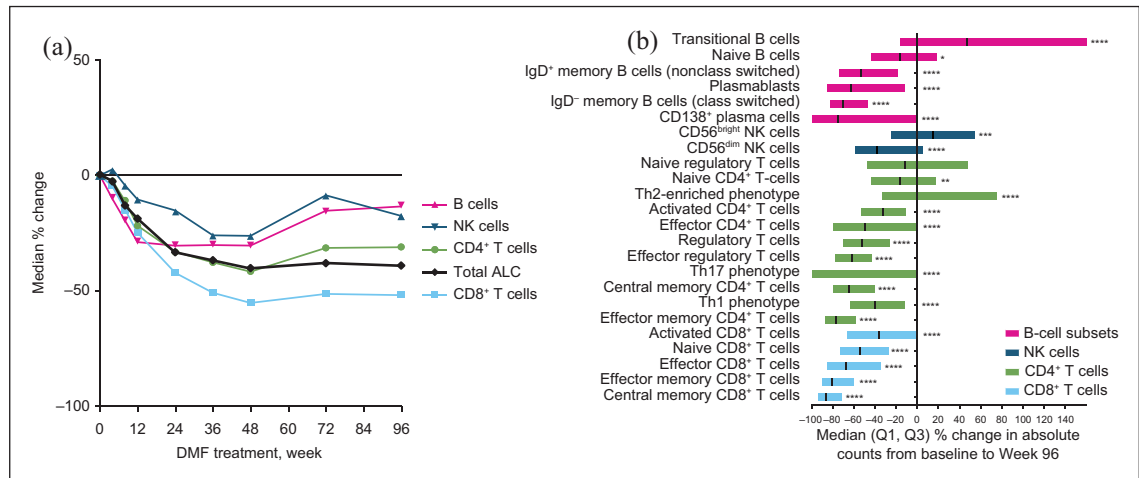 (a)
50
0
–50
–100
Median % change
0 12 24 36 48 60 72 84 96
DMF treatment, week
B cells
NK cells
CD4⁺ T cells
Total ALC
CD8⁺ T cells
(b)
Transitional B cells ****
Naive B cells *
IgD⁺ memory B cells (nonclass switched) ****
Plasmablasts ****
IgD⁻ memory B cells (class switched) ****
CD138⁺ plasma cells ****
CD56ᵇʳⁱᵍʰᵗ NK cells ***
CD56ᵈⁱᵐ NK cells ****
Naive regulatory T cells
Naive CD4⁺ T-cells **
Th2-enriched phenotype ****
Activated CD4⁺ T cells ****
Effector CD4⁺ T cells ****
Regulatory T cells ****
Effector regulatory T cells ****
Th17 phenotype ****
Central memory CD4⁺ T cells ****
Th1 phenotype ****
Effector memory CD4⁺ T cells ****
Activated CD8⁺ T cells ****
Naive CD8⁺ T cells ****
Effector CD8⁺ T cells ****
Effector memory CD8⁺ T cells ****
Central memory CD8⁺ T cells ****
B-cell subsets
NK cells
CD4⁺ T cells
CD8⁺ T cells
–100 –80 –60 –40 –20 0 20 40 60 80 100 120 140
Median (Q1, Q3) % change in absolute
counts from baseline to Week 96